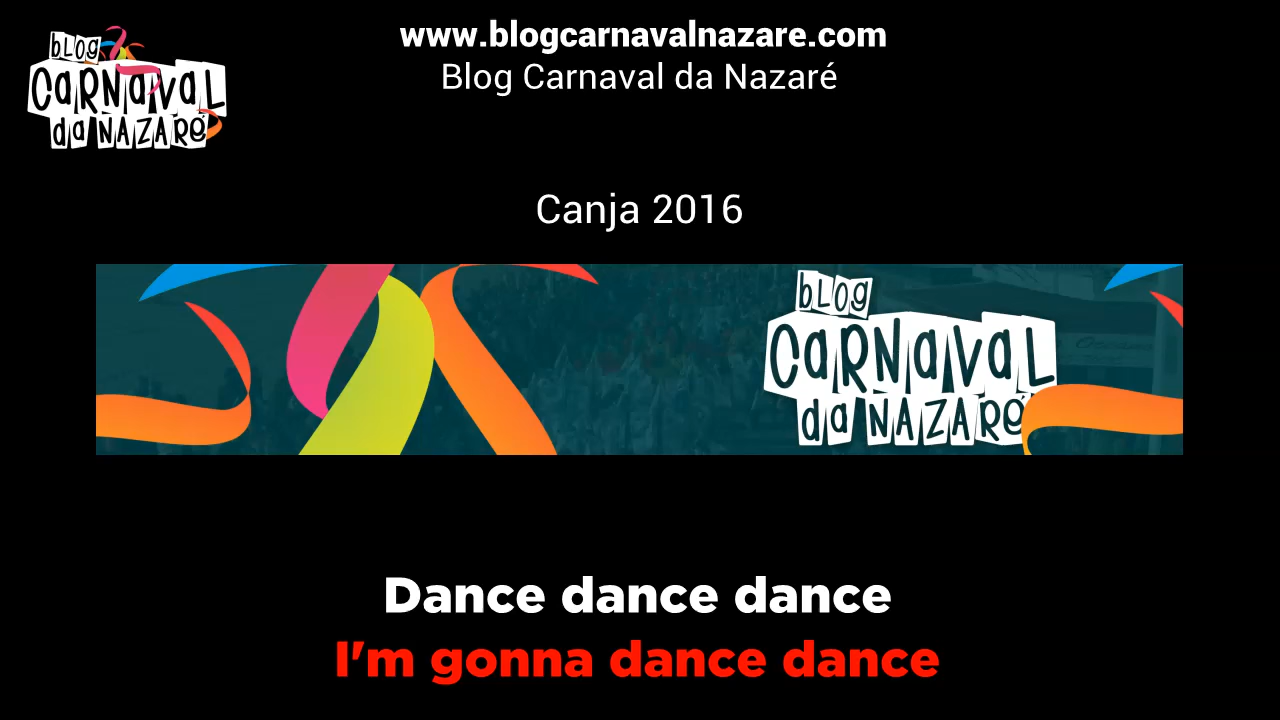 blog
CaRNaVaL
da NAZARé
www.blogcarnavalnazare.com
Blog Carnaval da Nazaré
Canja 2016
bLog
CaRNaVaL
da NAZARé
Dance dance dance
I'm gonna dance dance